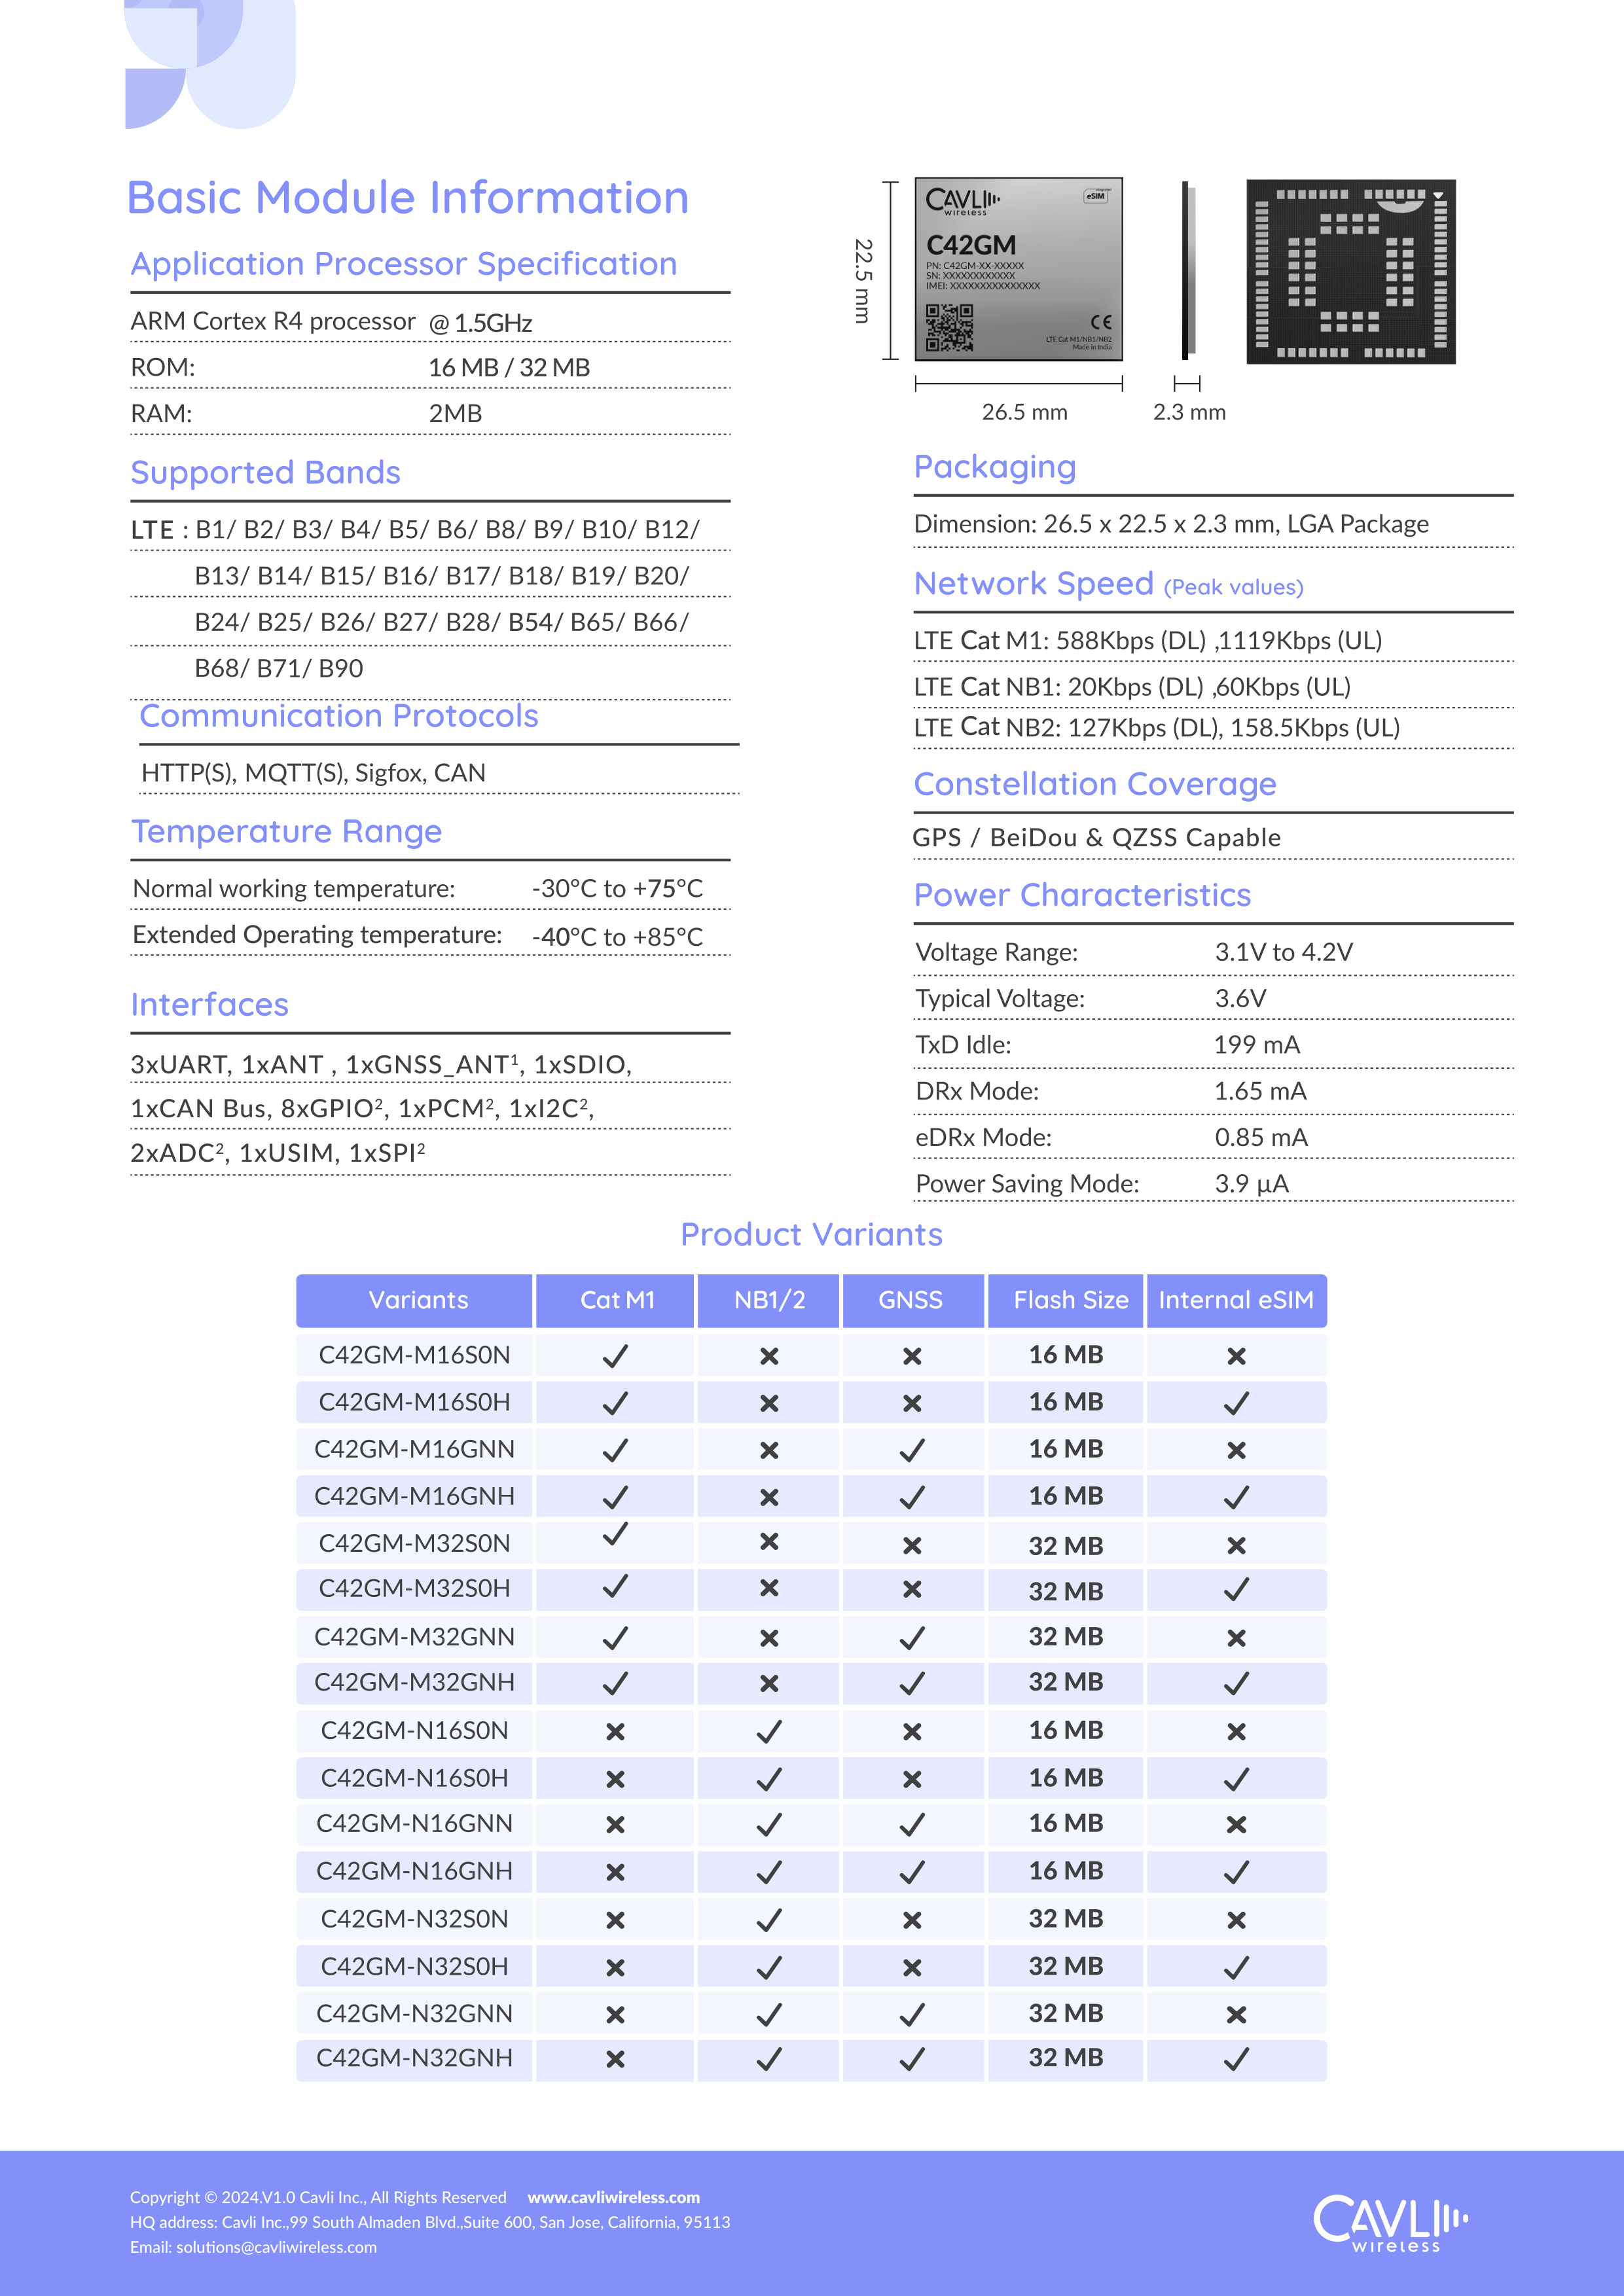 Basic Module Information
Application Processor Specification
ARM Cortex R4 processor @ 1.5GHz
ROM: 16 MB / 32 MB
RAM: 2MB
Supported Bands
LTE : B1/ B2/ B3/ B4/ B5/ B6/ B8/ B9/ B10/ B12/
B13/ B14/ B15/ B16/ B17/ B18/ B19/ B20/
B24/ B25/ B26/ B27/ B28/ B54/ B65/ B66/
B68/ B71/ B90
Communication Protocols
HTTP(S), MQTT(S), Sigfox, CAN
Temperature Range
Normal working temperature: -30°C to +75°C
Extended Operating temperature: -40°C to +85°C
Interfaces
3xUART, 1xANT , 1xGNSS_ANT¹, 1xSDIO,
1xCAN Bus, 8xGPIO², 1xPCM², 1xI2C²,
2xADC², 1xUSIM, 1xSPI²
22.5 mm
CAVLI
wireless
Integrated
eSIM
C42GM
PN: C42GM-XX-XXXXX
SN: XXXXXXXXXXXX
IMEI: XXXXXXXXXXXXXXX
CE
LTE Cat M1/NB1/NB2
Made in India
26.5 mm
2.3 mm
Packaging
Dimension: 26.5 x 22.5 x 2.3 mm, LGA Package
Network Speed (Peak values)
LTE Cat M1: 588Kbps (DL) ,1119Kbps (UL)
LTE Cat NB1: 20Kbps (DL) ,60Kbps (UL)
LTE Cat NB2: 127Kbps (DL), 158.5Kbps (UL)
Constellation Coverage
GPS / BeiDou & QZSS Capable
Power Characteristics
Voltage Range: 3.1V to 4.2V
Typical Voltage: 3.6V
TxD Idle: 199 mA
DRx Mode: 1.65 mA
eDRx Mode: 0.85 mA
Power Saving Mode: 3.9 µA
Product Variants
Variants Cat M1 NB1/2 GNSS Flash Size Internal eSIM
C42GM-M16S0N ✓ ✕ ✕ 16 MB ✕
C42GM-M16S0H ✓ ✕ ✕ 16 MB ✓
C42GM-M16GNN ✓ ✕ ✓ 16 MB ✕
C42GM-M16GNH ✓ ✕ ✓ 16 MB ✓
C42GM-M32S0N ✓ ✕ ✕ 32 MB ✕
C42GM-M32S0H ✓ ✕ ✕ 32 MB ✓
C42GM-M32GNN ✓ ✕ ✓ 32 MB ✕
C42GM-M32GNH ✓ ✕ ✓ 32 MB ✓
C42GM-N16S0N ✕ ✓ ✕ 16 MB ✕
C42GM-N16S0H ✕ ✓ ✕ 16 MB ✓
C42GM-N16GNN ✕ ✓ ✓ 16 MB ✕
C42GM-N16GNH ✕ ✓ ✓ 16 MB ✓
C42GM-N32S0N ✕ ✓ ✕ 32 MB ✕
C42GM-N32S0H ✕ ✓ ✕ 32 MB ✓
C42GM-N32GNN ✕ ✓ ✓ 32 MB ✕
C42GM-N32GNH ✕ ✓ ✓ 32 MB ✓
Copyright © 2024.V1.0 Cavli Inc., All Rights Reserved www.cavliwireless.com
HQ address: Cavli Inc.,99 South Almaden Blvd.,Suite 600, San Jose, California, 95113
Email: solutions@cavliwireless.com
CAVLI
wireless